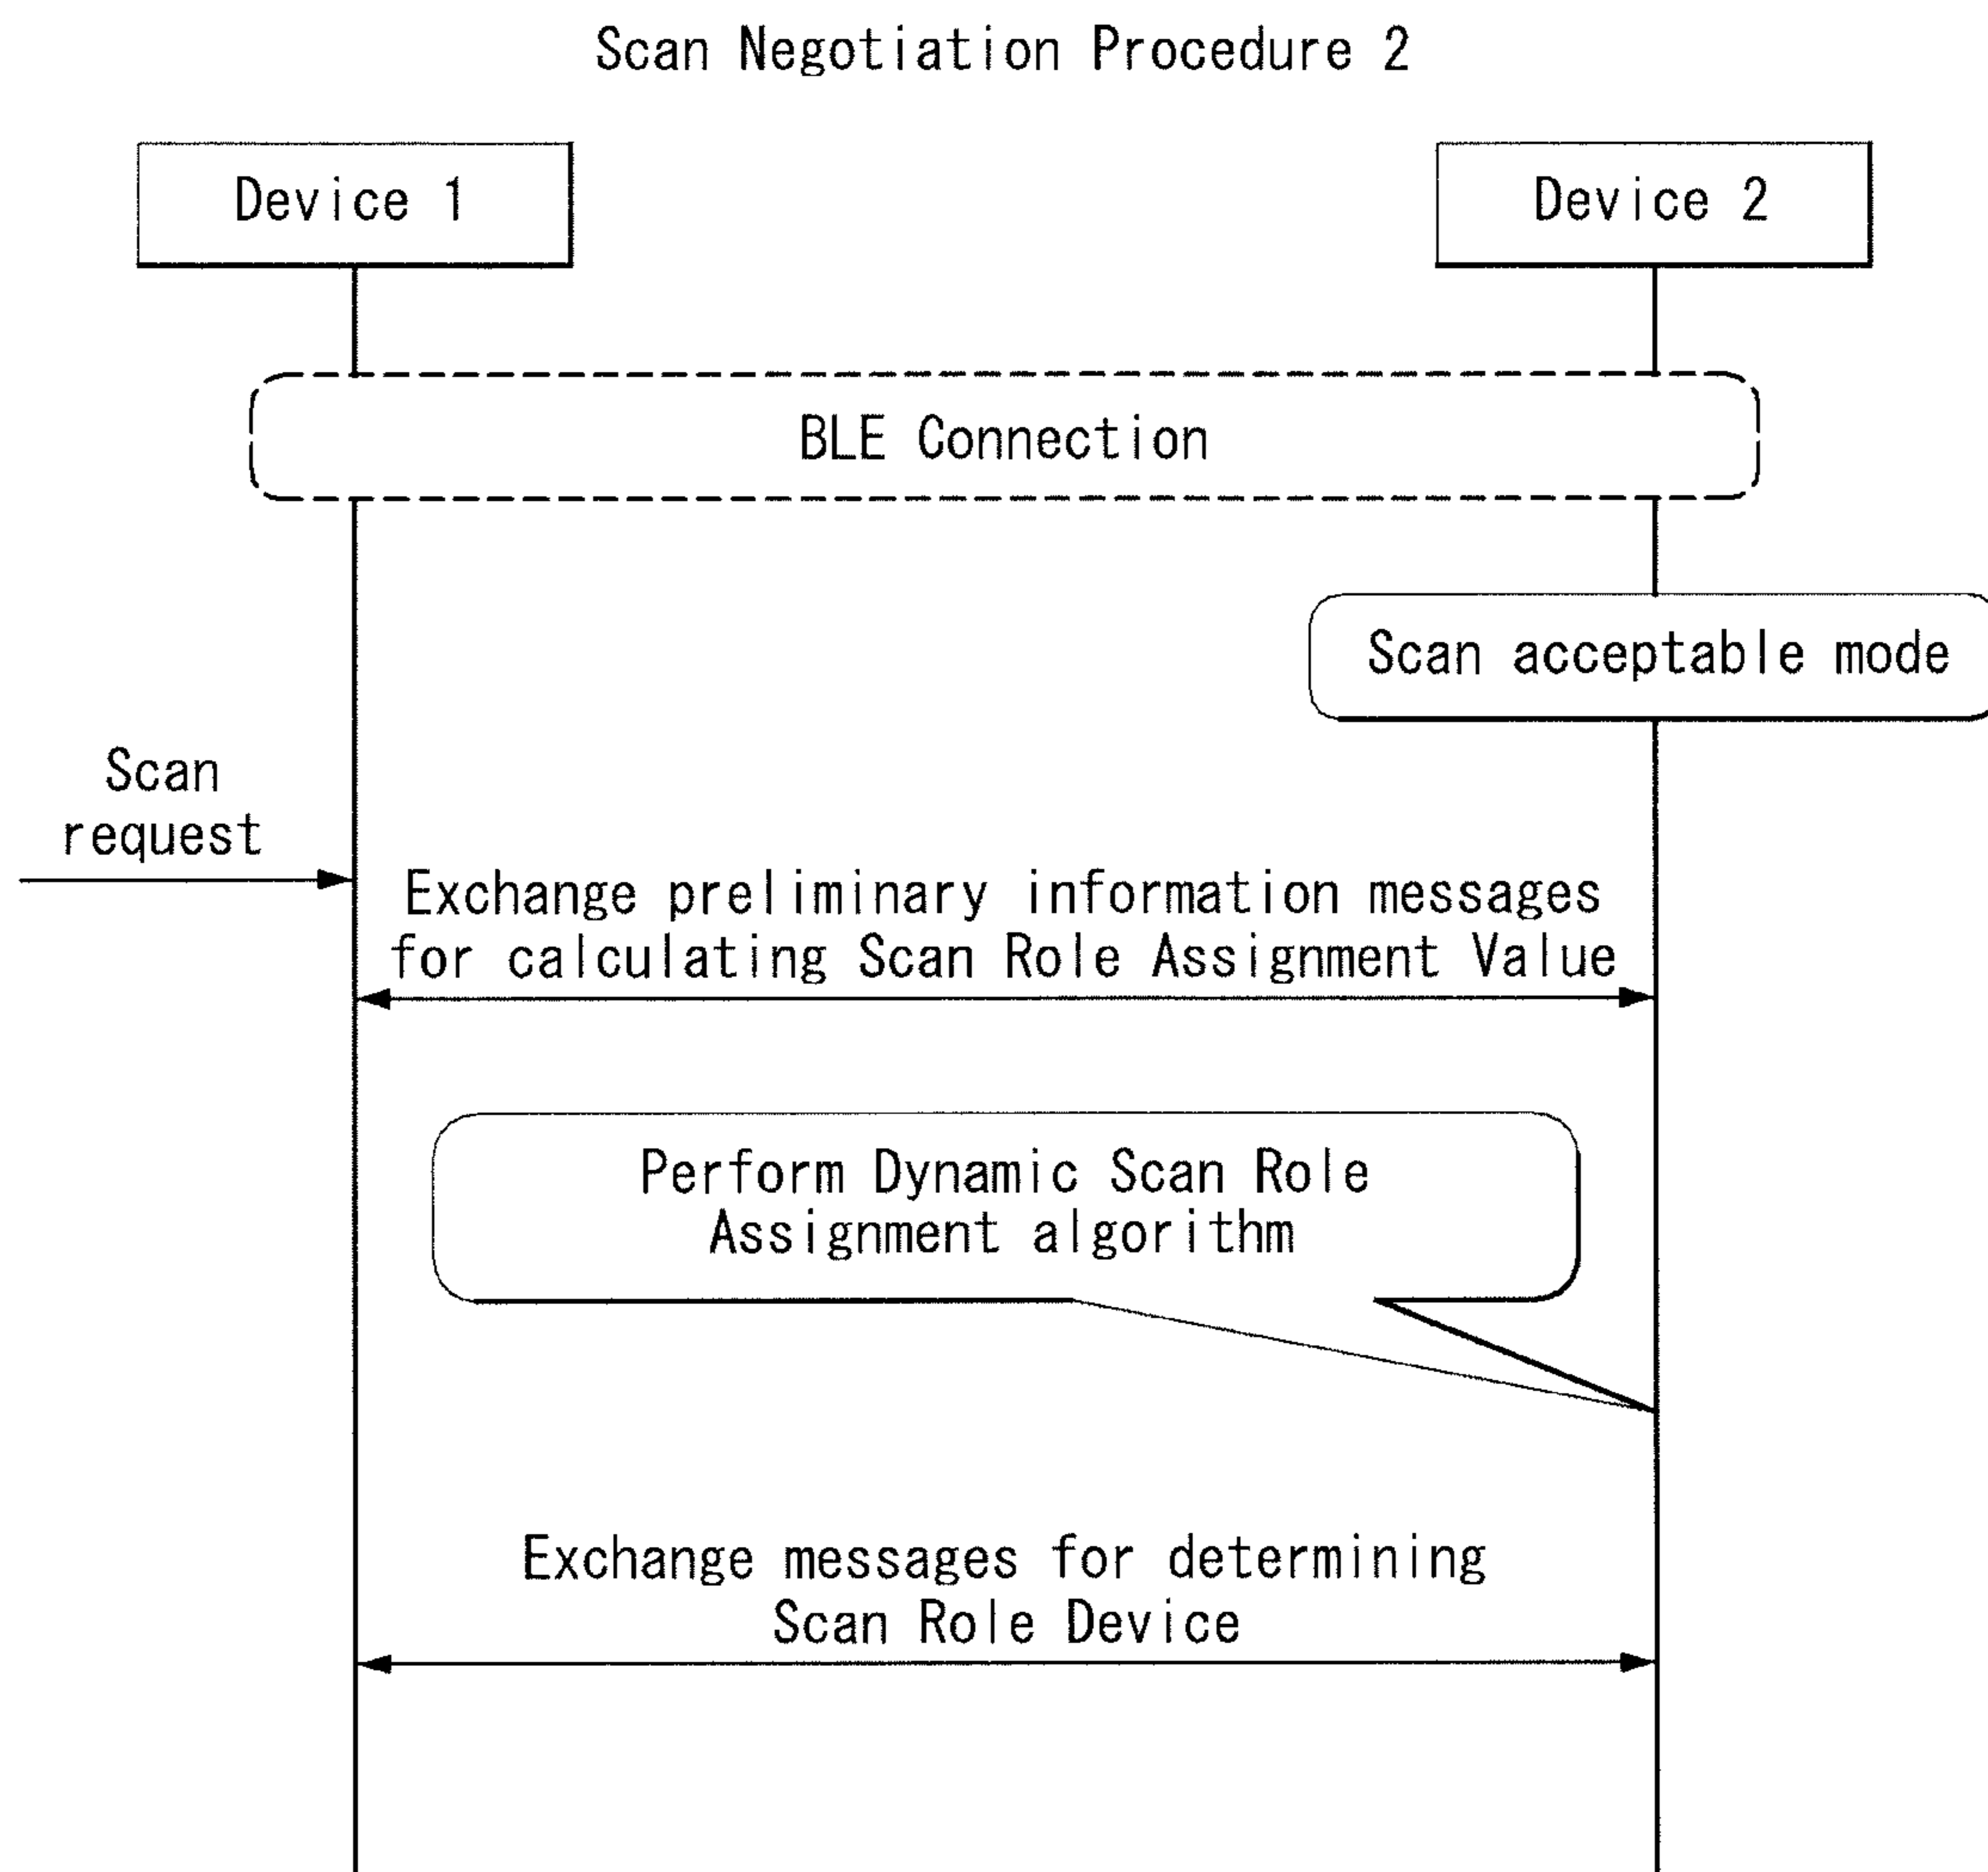 Scan Negotiation Procedure 2
Device 1
Device 2
BLE Connection
Scan acceptable mode
Scan
request
Exchange preliminary information messages
for calculating Scan Role Assignment Value
Perform Dynamic Scan Role
Assignment algorithm
Exchange messages for determining
Scan Role Device